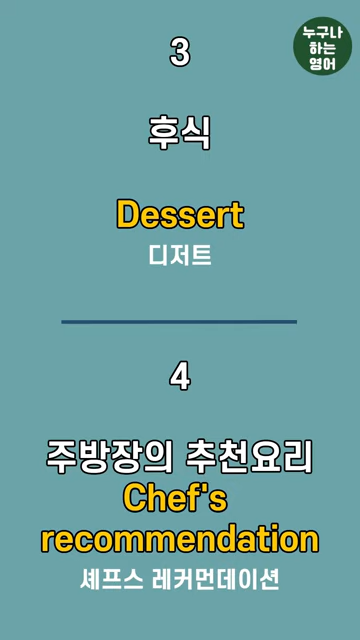 누구나
하는
영어
3
후식
Dessert
디저트
4
주방장의 추천요리
Chef's
recommendation
셰프스 레커먼데이션